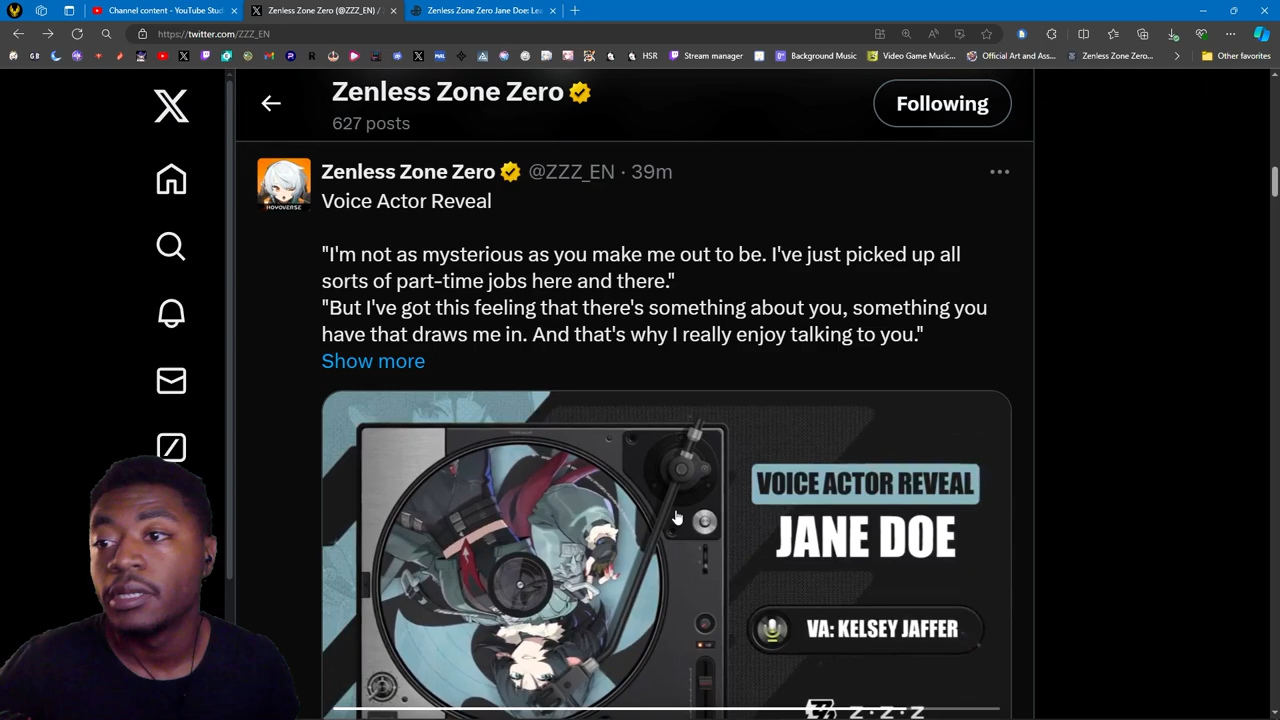 Channel content - YouTube Stud
Zenless Zone Zero (@ZZZ_EN) /
Zenless Zone Zero Jane Doe: Lea
https://twitter.com/ZZZ_EN
GB
HSR
Stream manager
Background Music
Video Game Music...
Official Art and Ass...
Zenless Zone Zero...
Other favorites
Zenless Zone Zero
627 posts
Following
Zenless Zone Zero @ZZZ_EN · 39m
HOYOVERSE
Voice Actor Reveal
"I'm not as mysterious as you make me out to be. I've just picked up all
sorts of part-time jobs here and there."
"But I've got this feeling that there's something about you, something you
have that draws me in. And that's why I really enjoy talking to you."
Show more
VOICE ACTOR REVEAL
JANE DOE
VA: KELSEY JAFFER
Z·Z·Z